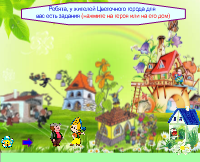 Ребята, у жителей Цветочного города для
вас есть задания (нажмите на героя или на его дом)